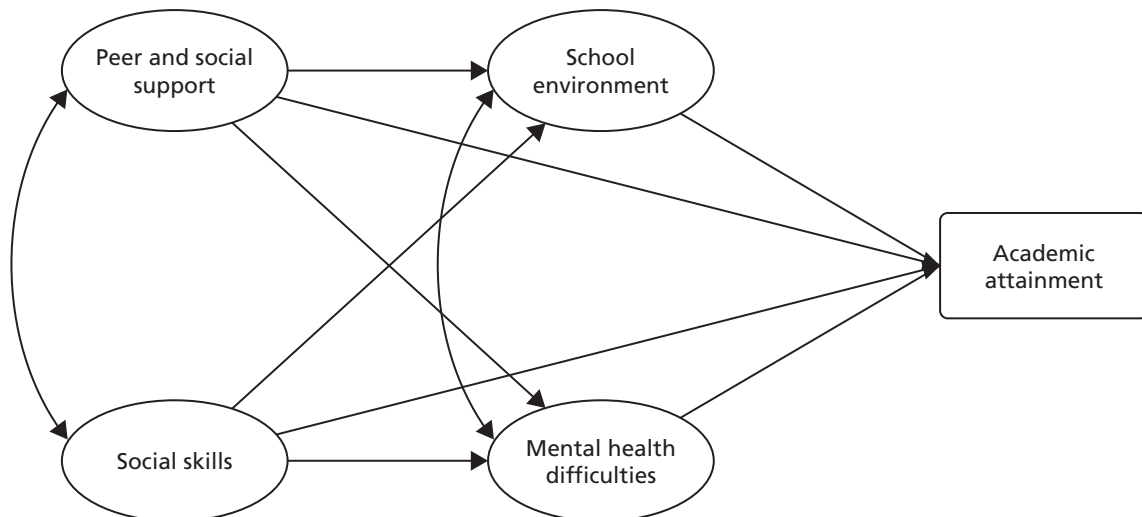 Peer and social
support
School
environment
Academic
attainment
Social skills
Mental health
difficulties